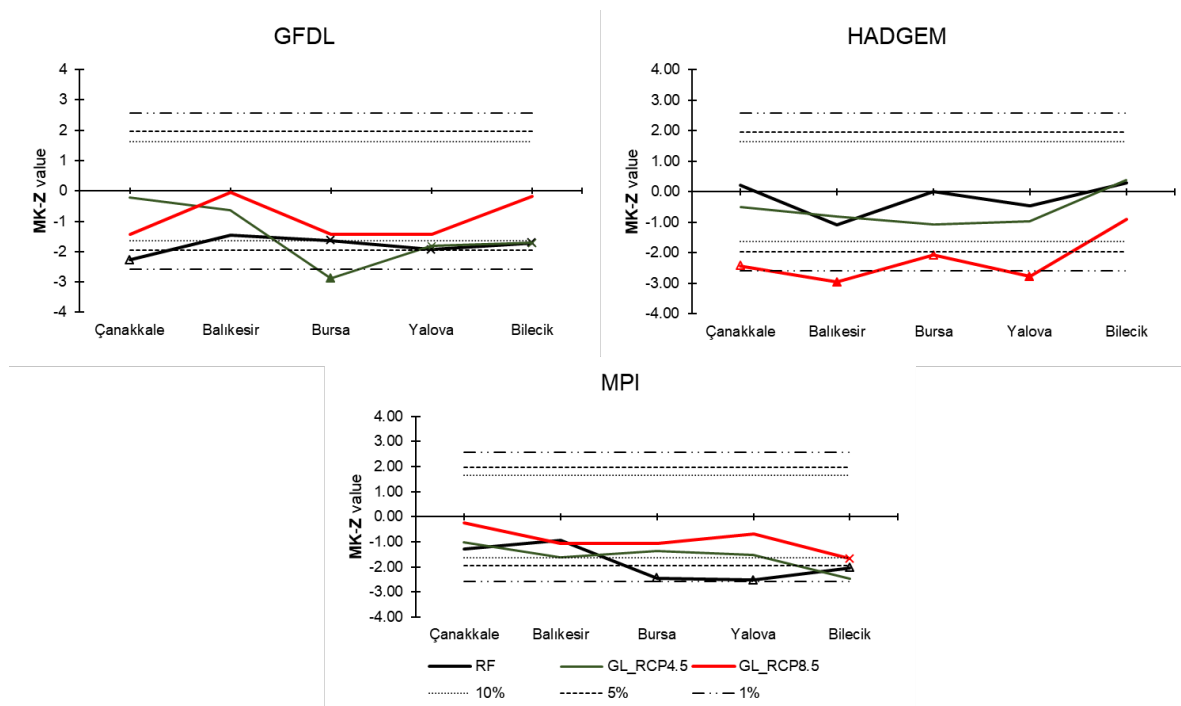 GFDL
4
3
2
1
0
-1
-2
-3
-4
MK-Z value
Çanakkale Balıkesir Bursa Yalova Bilecik
HADGEM
4.00
3.00
2.00
1.00
0.00
-1.00
-2.00
-3.00
-4.00
MK-Z value
Çanakkale Balıkesir Bursa Yalova Bilecik
MPI
4.00
3.00
2.00
1.00
0.00
-1.00
-2.00
-3.00
-4.00
MK-Z value
Çanakkale Balıkesir Bursa Yalova Bilecik
RF GL_RCP4.5 GL_RCP8.5
10% 5% 1%